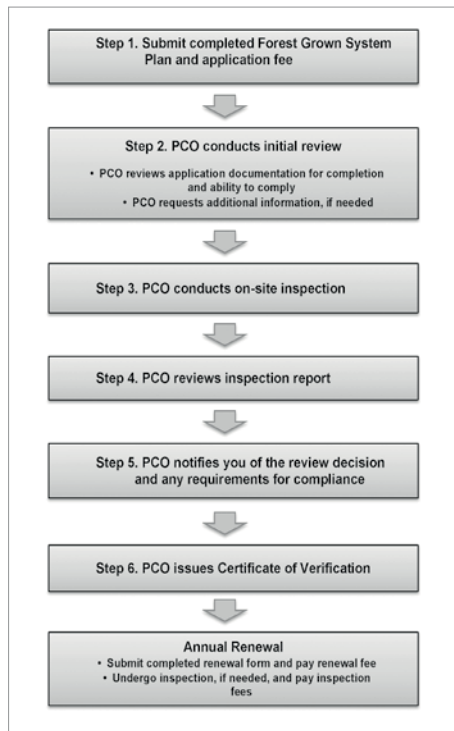 Step 1. Submit completed Forest Grown System
Plan and application fee
Step 2. PCO conducts initial review
• PCO reviews application documentation for completion
and ability to comply
• PCO requests additional information, if needed
Step 3. PCO conducts on-site inspection
Step 4. PCO reviews inspection report
Step 5. PCO notifies you of the review decision
and any requirements for compliance
Step 6. PCO issues Certificate of Verification
Annual Renewal
• Submit completed renewal form and pay renewal fee
• Undergo inspection, if needed, and pay inspection
fees